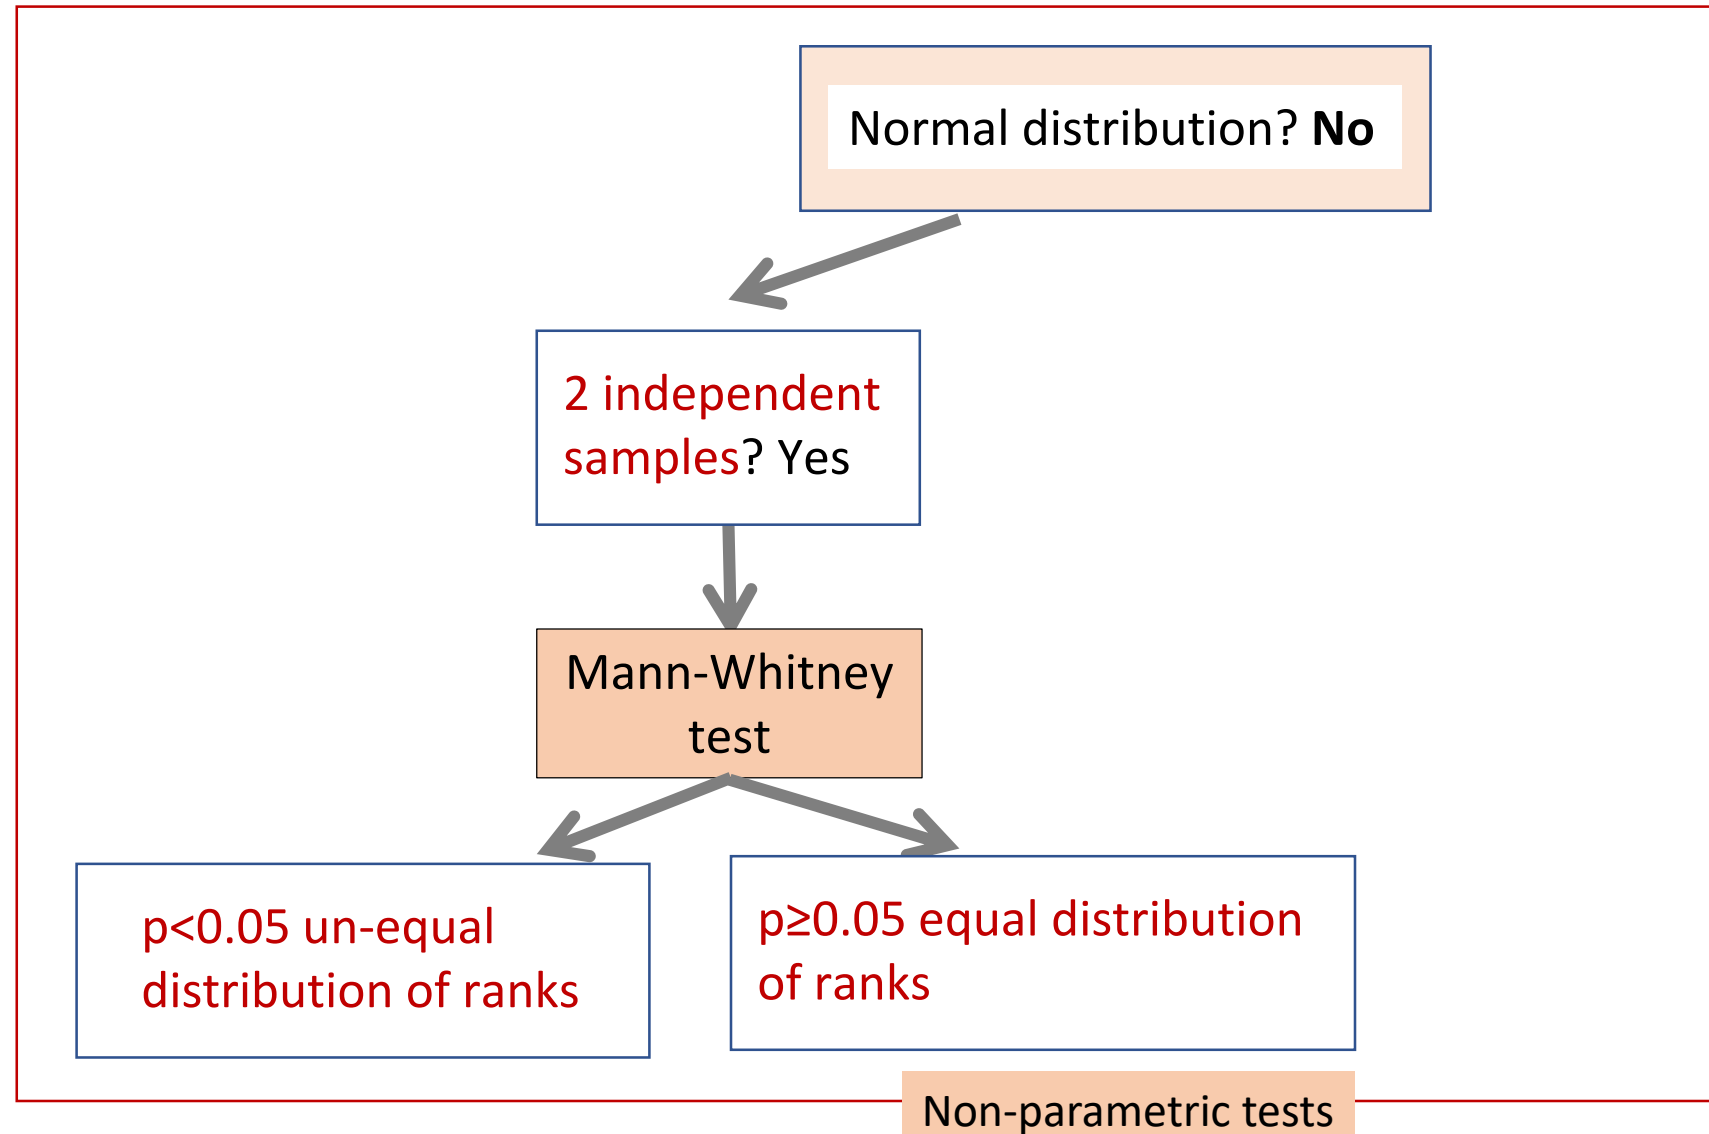 Normal distribution? No
2 independent
samples? Yes
Mann-Whitney
test
p<0.05 un-equal
distribution of ranks
p≥0.05 equal distribution
of ranks
Non-parametric tests